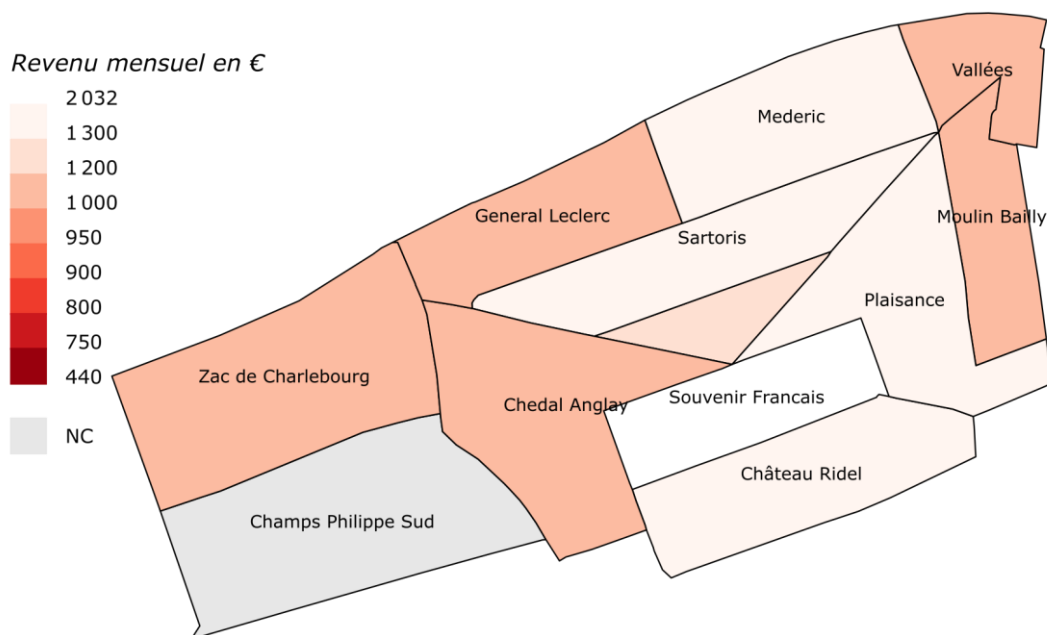 Revenu mensuel en €
2 032
1 300
1 200
1 000
950
900
800
750
440
NC
Vallées
Mederic
General Leclerc
Moulin Bailly
Sartoris
Plaisance
Zac de Charlebourg
Souvenir Francais
Chedal Anglay
Château Ridel
Champs Philippe Sud